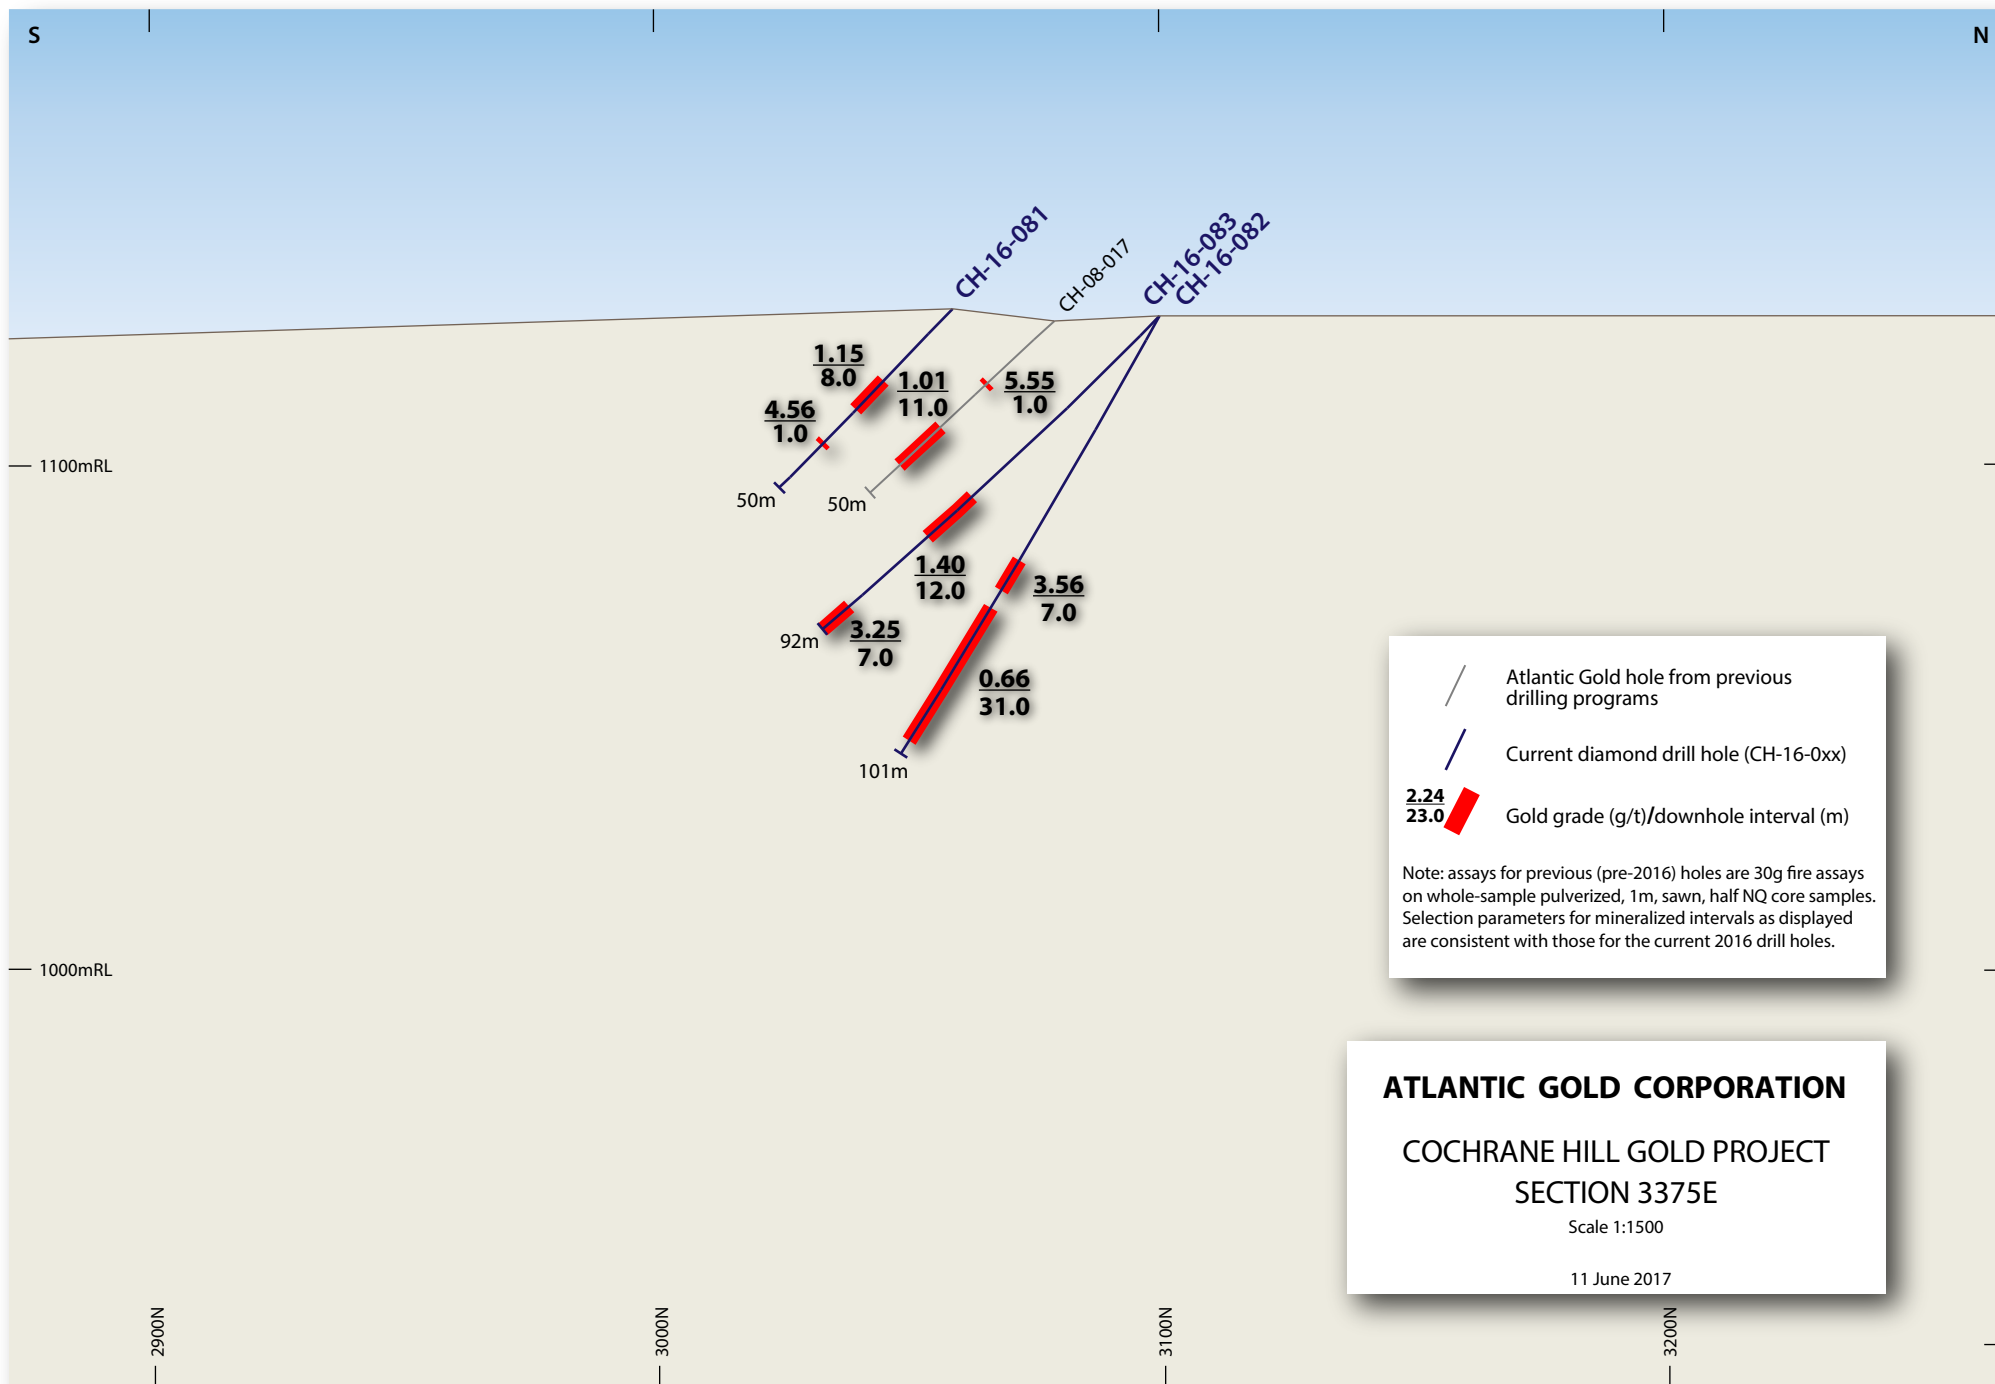 S
N
CH-16-081
CH-08-017
CH-16-083
CH-16-082
1.15
8.0
1.01
11.0
5.55
1.0
4.56
1.0
1100mRL
50m
50m
1.40
12.0
3.56
7.0
92m
3.25
7.0
0.66
31.0
101m
Atlantic Gold hole from previous
drilling programs
Current diamond drill hole (CH-16-0xx)
2.24
23.0
Gold grade (g/t)/downhole interval (m)
Note: assays for previous (pre-2016) holes are 30g fire assays
on whole-sample pulverized, 1m, sawn, half NQ core samples.
Selection parameters for mineralized intervals as displayed
are consistent with those for the current 2016 drill holes.
1000mRL
ATLANTIC GOLD CORPORATION
COCHRANE HILL GOLD PROJECT
SECTION 3375E
Scale 1:1500
11 June 2017
2900N
3000N
3100N
3200N